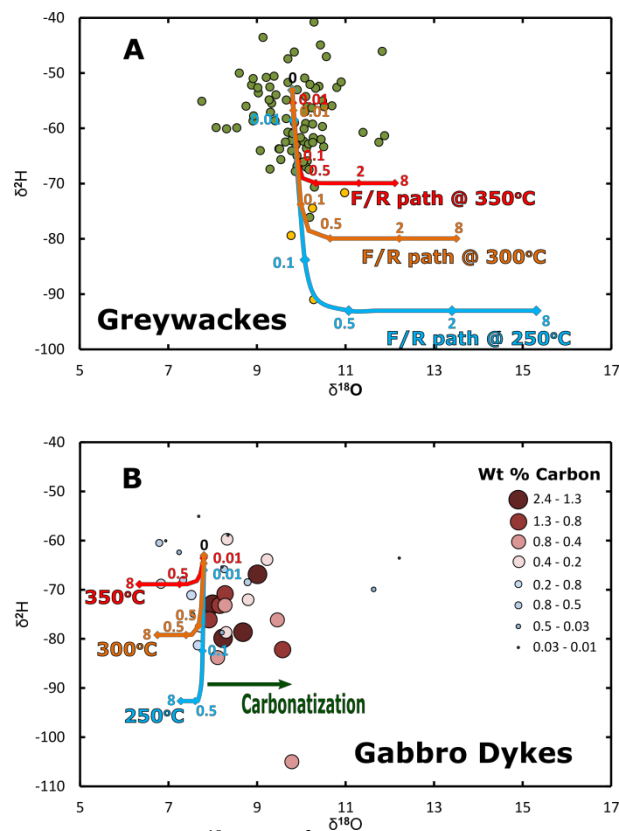 -40
A
-50
0
0.01
0.01
0.01
-60
0.1
0.5
2
8
δ²H
-70
F/R path @ 350°C
0.1
0.5
2
8
-80
F/R path @ 300°C
0.1
-90
Greywackes
0.5
2
8
F/R path @ 250°C
-100
5 7 9 11 13 15 17
δ¹⁸O
-40
B
Wt % Carbon
-50
2.4 - 1.3
0
1.3 - 0.8
-60
0.01
0.8 - 0.4
8
0.5
0.01
0.4 - 0.2
350°C
-70
0.2 - 0.8
δ²H
0.5
0.8 - 0.5
8
0.5
0.5 - 0.03
-80
300°C
0.1
0.03 - 0.01
-90
8
250°C
0.5
Carbonatization
-100
Gabbro Dykes
-110
5 7 9 11 13 15 17
δ¹⁸O